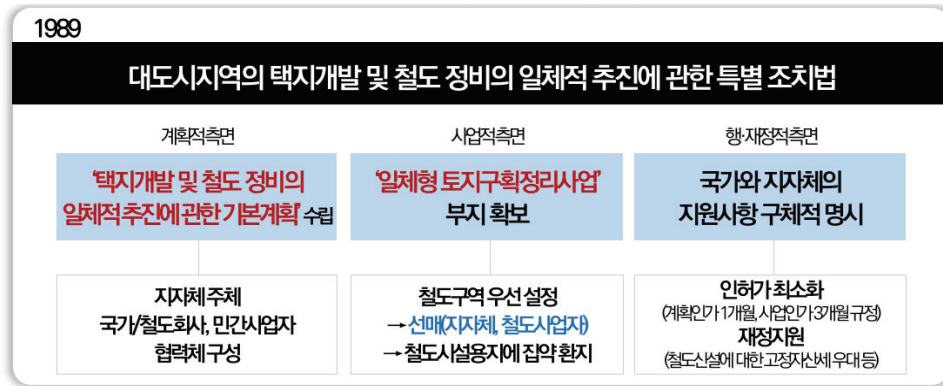 1989
대도시지역의 택지개발 및 철도 정비의 일체적 추진에 관한 특별 조치법
계획적측면
사업적측면
행·재정적측면
‘택지개발 및 철도 정비의
일체적 추진에 관한 기본계획’ 수립
‘일체형 토지구획정리사업’
부지 확보
국가와 지자체의
지원사항 구체적 명시
지자체 주체
국가/철도회사, 민간사업자
협력체 구성
철도구역 우선 설정
→ 선매(지자체, 철도사업자)
→ 철도시설용지에 집약 환지
인허가 최소화
(계획인가 1개월, 사업인가 3개월 규정)
재정지원
(철도신설에 대한 고정자산세 우대 등)